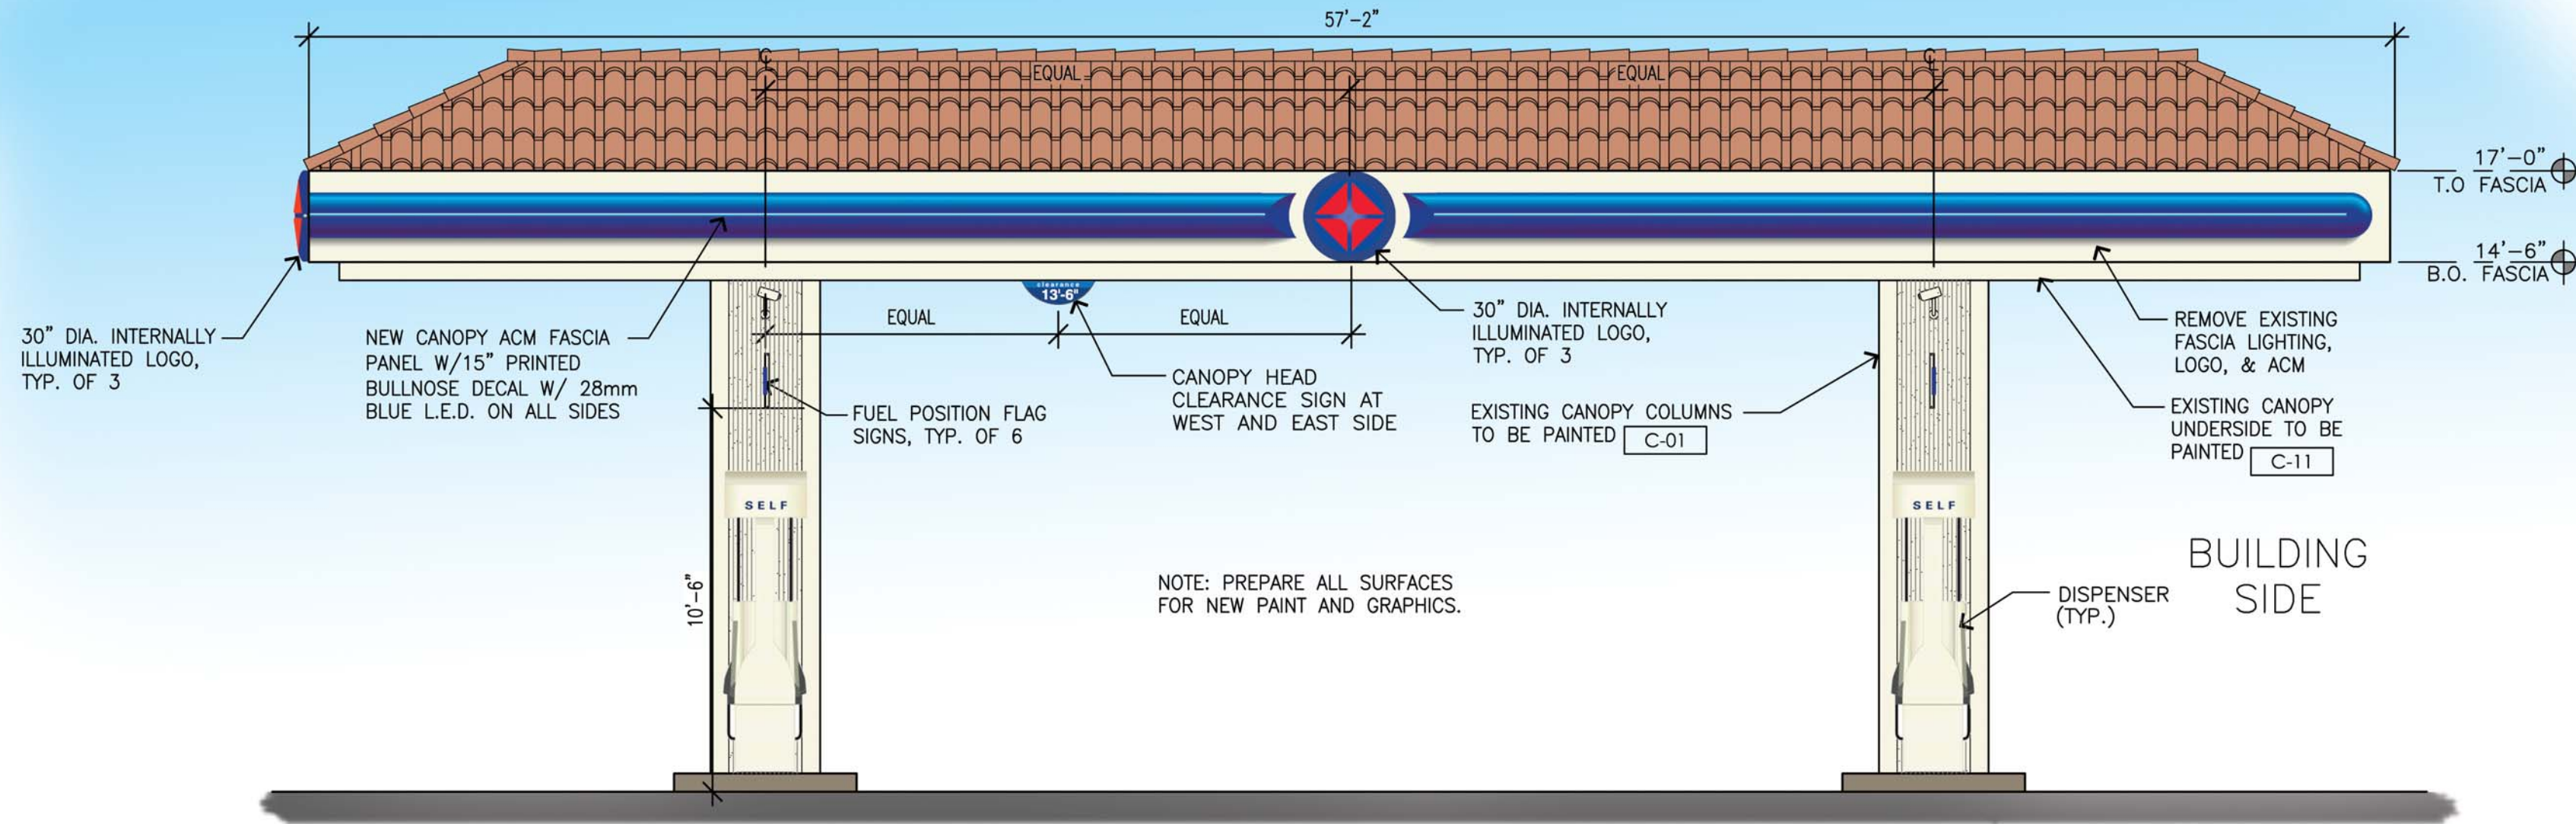 57'-2"
EQUAL
EQUAL
17'-0"
T.O FASCIA
14'-6"
B.O. FASCIA
clearance
13'-6"
EQUAL
EQUAL
30" DIA. INTERNALLY
ILLUMINATED LOGO,
TYP. OF 3
NEW CANOPY ACM FASCIA
PANEL W/15" PRINTED
BULLNOSE DECAL W/ 28mm
BLUE L.E.D. ON ALL SIDES
FUEL POSITION FLAG
SIGNS, TYP. OF 6
CANOPY HEAD
CLEARANCE SIGN AT
WEST AND EAST SIDE
30" DIA. INTERNALLY
ILLUMINATED LOGO,
TYP. OF 3
EXISTING CANOPY COLUMNS
TO BE PAINTED C-01
REMOVE EXISTING
FASCIA LIGHTING,
LOGO, & ACM
EXISTING CANOPY
UNDERSIDE TO BE
PAINTED C-11
SELF
SELF
10'-6"
NOTE: PREPARE ALL SURFACES
FOR NEW PAINT AND GRAPHICS.
DISPENSER
(TYP.)
BUILDING
SIDE